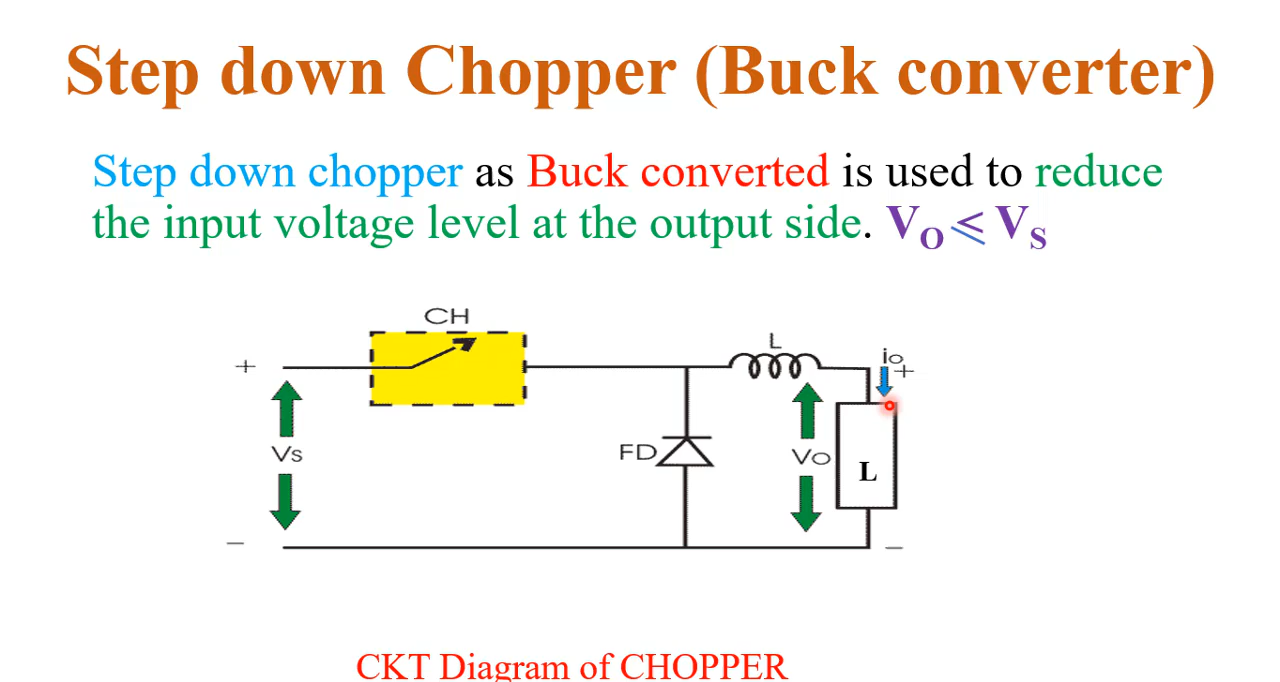 Step down Chopper (Buck converter)
Step down chopper as Buck converted is used to reduce
the input voltage level at the output side. VO ⩽ VS
CH
L
io
+
+
Vs
FD
VO
L
−
−
CKT Diagram of CHOPPER